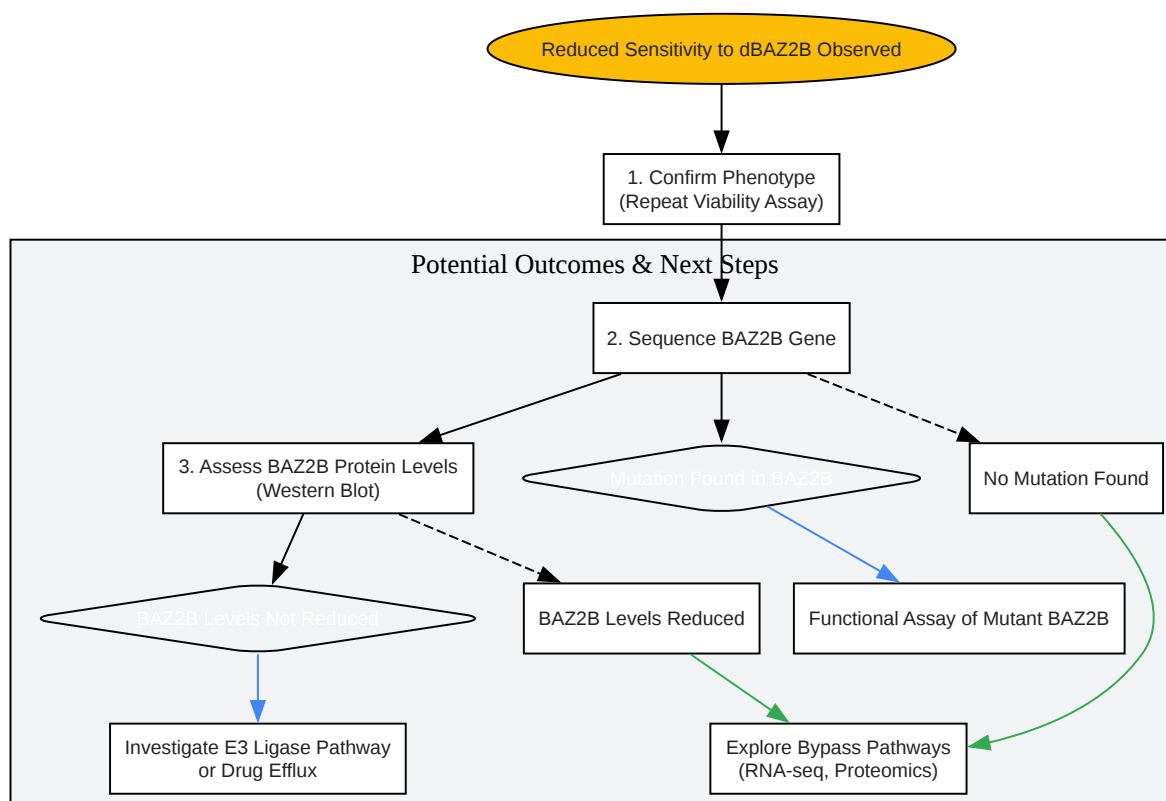 Reduced Sensitivity to dBAZ2B Observed
1. Confirm Phenotype
(Repeat Viability Assay)
Potential Outcomes & Next Steps
2. Sequence BAZ2B Gene
3. Assess BAZ2B Protein Levels
(Western Blot)
Mutation Found in BAZ2B
No Mutation Found
BAZ2B Levels Not Reduced
BAZ2B Levels Reduced
Functional Assay of Mutant BAZ2B
Investigate E3 Ligase Pathway
or Drug Efflux
Explore Bypass Pathways
(RNA-seq, Proteomics)